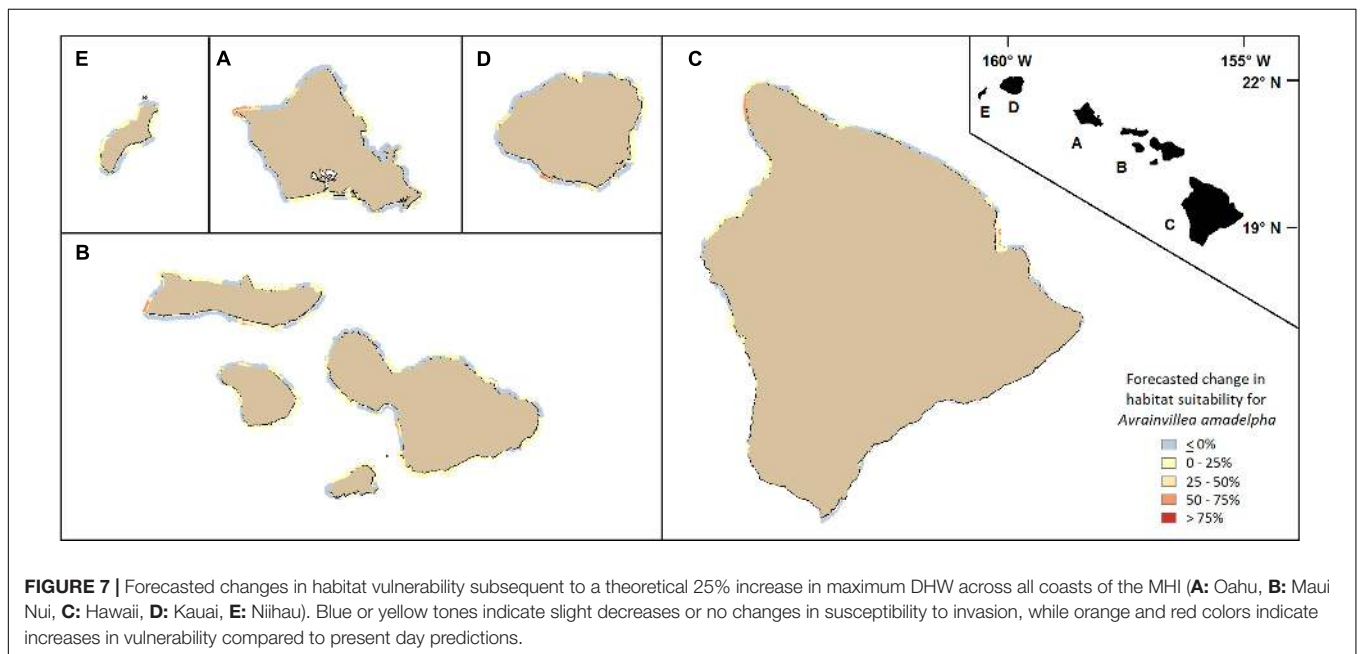 E
A
D
C
160° W
155° W
22° N
E
D
A
B
C
19° N
B
Forecasted change in
habitat suitability for
Avrainvillea amadelpha
≤ 0%
0 - 25%
25 - 50%
50 - 75%
> 75%
FIGURE 7 | Forecasted changes in habitat vulnerability subsequent to a theoretical 25% increase in maximum DHW across all coasts of the MHI (A: Oahu, B: Maui
Nui, C: Hawaii, D: Kauai, E: Niihau). Blue or yellow tones indicate slight decreases or no changes in susceptibility to invasion, while orange and red colors indicate
increases in vulnerability compared to present day predictions.